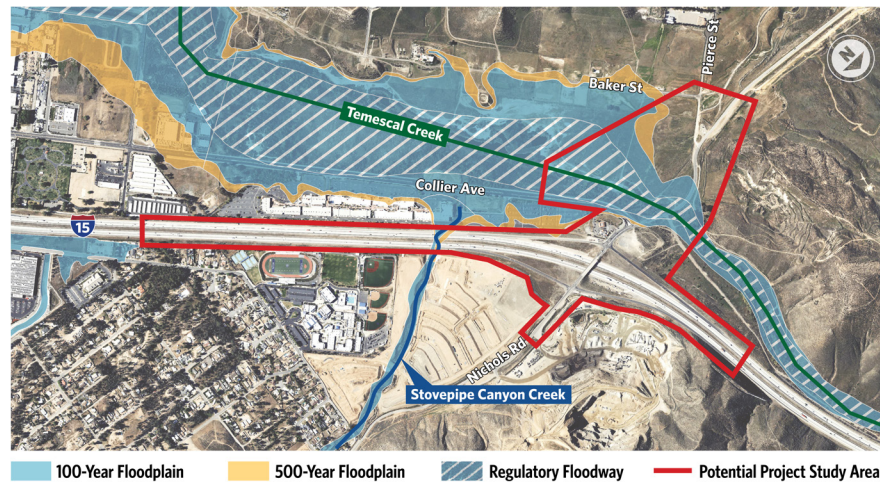 Pierce St
N
Baker St
Temescal Creek
Collier Ave
15
Nichols Rd
Stovepipe Canyon Creek
100-Year Floodplain
500-Year Floodplain
Regulatory Floodway
Potential Project Study Area